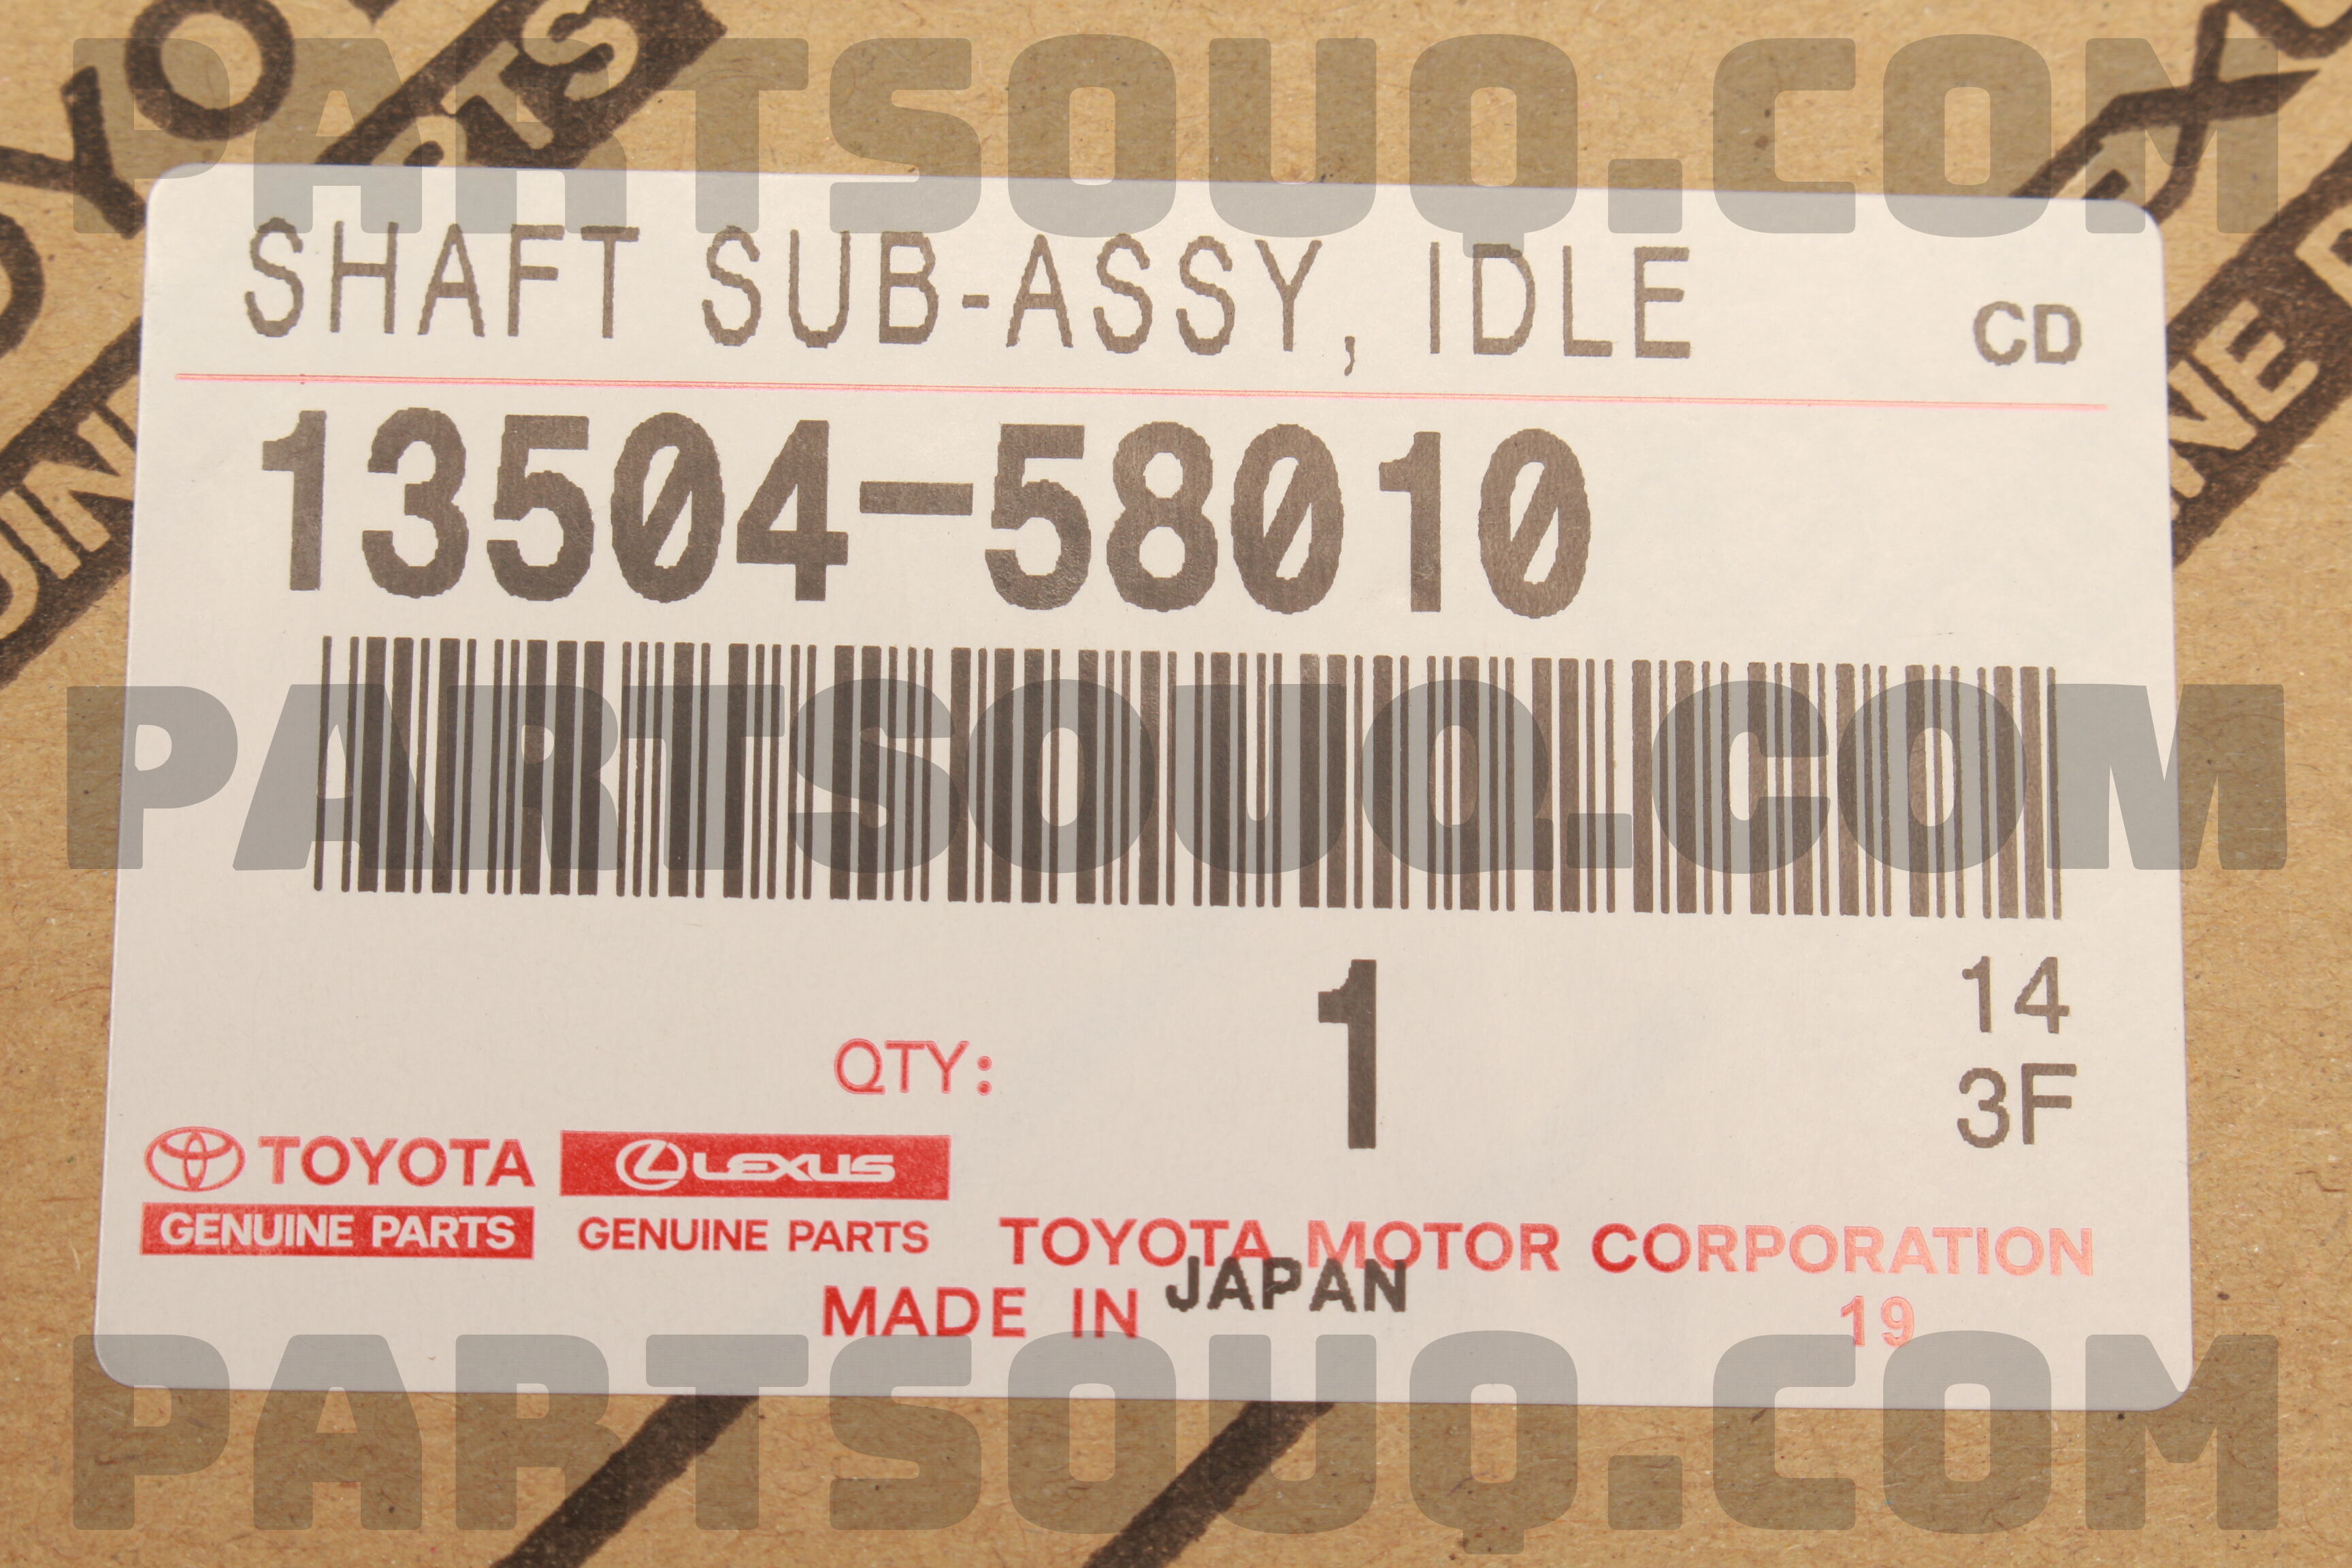 PARTSOUQ.COM
SHAFT SUB-ASSY, IDLE
CD
13504-58010
PARTSOUQ.COM
QTY: 1
14
3F
TOYOTA
GENUINE PARTS
LEXUS
GENUINE PARTS
TOYOTA MOTOR CORPORATION
MADE IN JAPAN
19
PARTSOUQ.COM